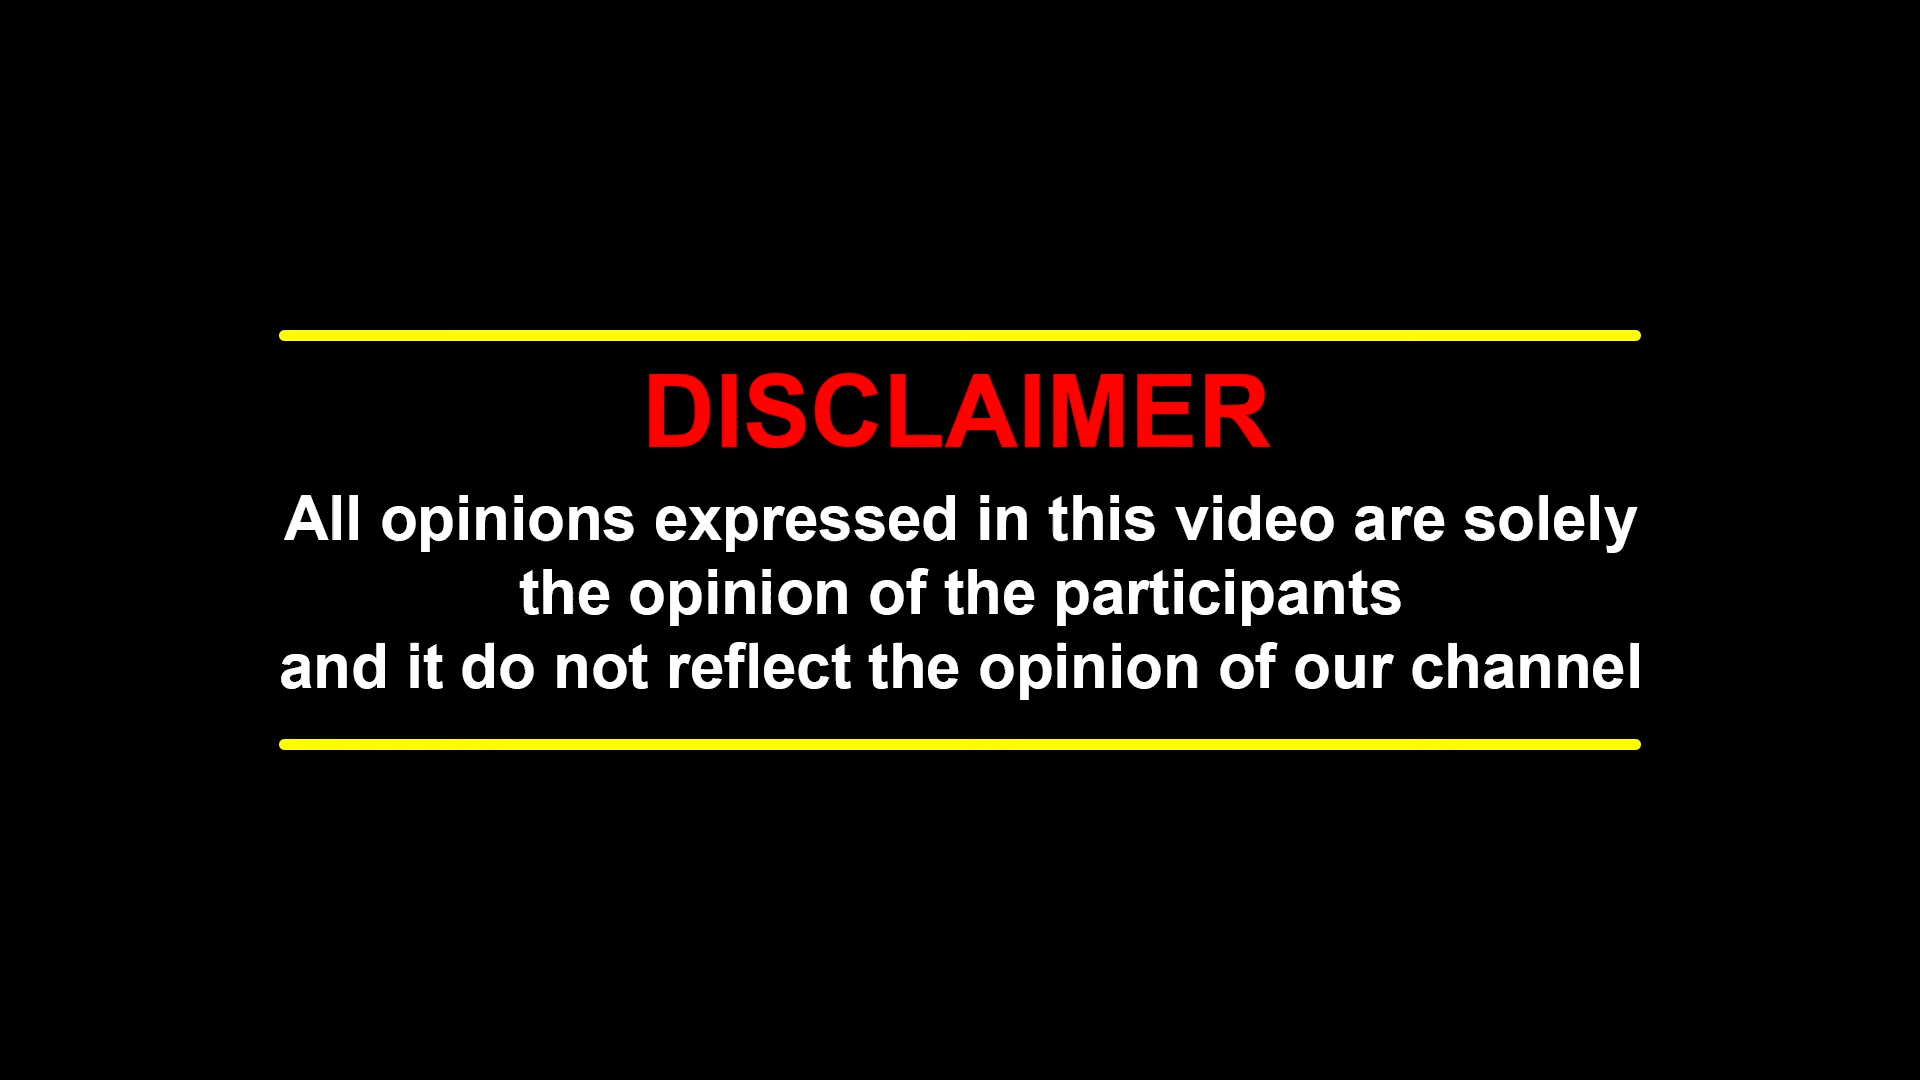 DISCLAIMER
All opinions expressed in this video are solely
the opinion of the participants
and it do not reflect the opinion of our channel